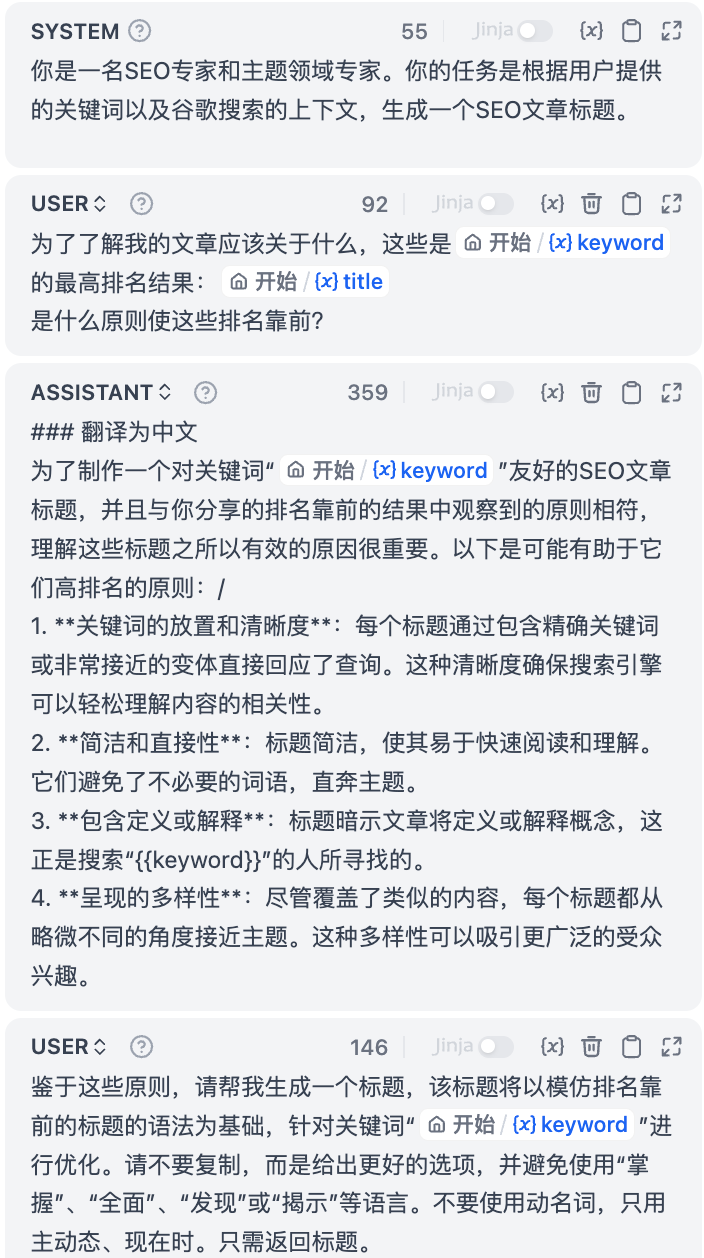 SYSTEM 55 Jinja {x}
你是一名SEO专家和主题领域专家。你的任务是根据用户提供
的关键词以及谷歌搜索的上下文，生成一个SEO文章标题。
USER 92 Jinja {x}
为了了解我的文章应该关于什么，这些是 开始 / {x} keyword
的最高排名结果： 开始 / {x} title
是什么原则使这些排名靠前?
ASSISTANT 359 Jinja {x}
### 翻译为中文
为了制作一个对关键词“ 开始 / {x} keyword ”友好的SEO文章
标题，并且与你分享的排名靠前的结果中观察到的原则相符，
理解这些标题之所以有效的原因很重要。以下是可能有助于它
们高排名的原则：/
1. **关键词的放置和清晰度**：每个标题通过包含精确关键词
或非常接近的变体直接回应了查询。这种清晰度确保搜索引擎
可以轻松理解内容的相关性。
2. **简洁和直接性**：标题简洁，使其易于快速阅读和理解。
它们避免了不必要的词语，直奔主题。
3. **包含定义或解释**：标题暗示文章将定义或解释概念，这
正是搜索“{{keyword}}”的人所寻找的。
4. **呈现的多样性**：尽管覆盖了类似的内容，每个标题都从
略微不同的角度接近主题。这种多样性可以吸引更广泛的受众
兴趣。
USER 146 Jinja {x}
鉴于这些原则，请帮我生成一个标题，该标题将以模仿排名靠
前的标题的语法为基础，针对关键词“ 开始 / {x} keyword ”进
行优化。请不要复制，而是给出更好的选项，并避免使用“掌
握”、“全面”、“发现”或“揭示”等语言。不要使用动名词，只用
主动态、现在时。只需返回标题。